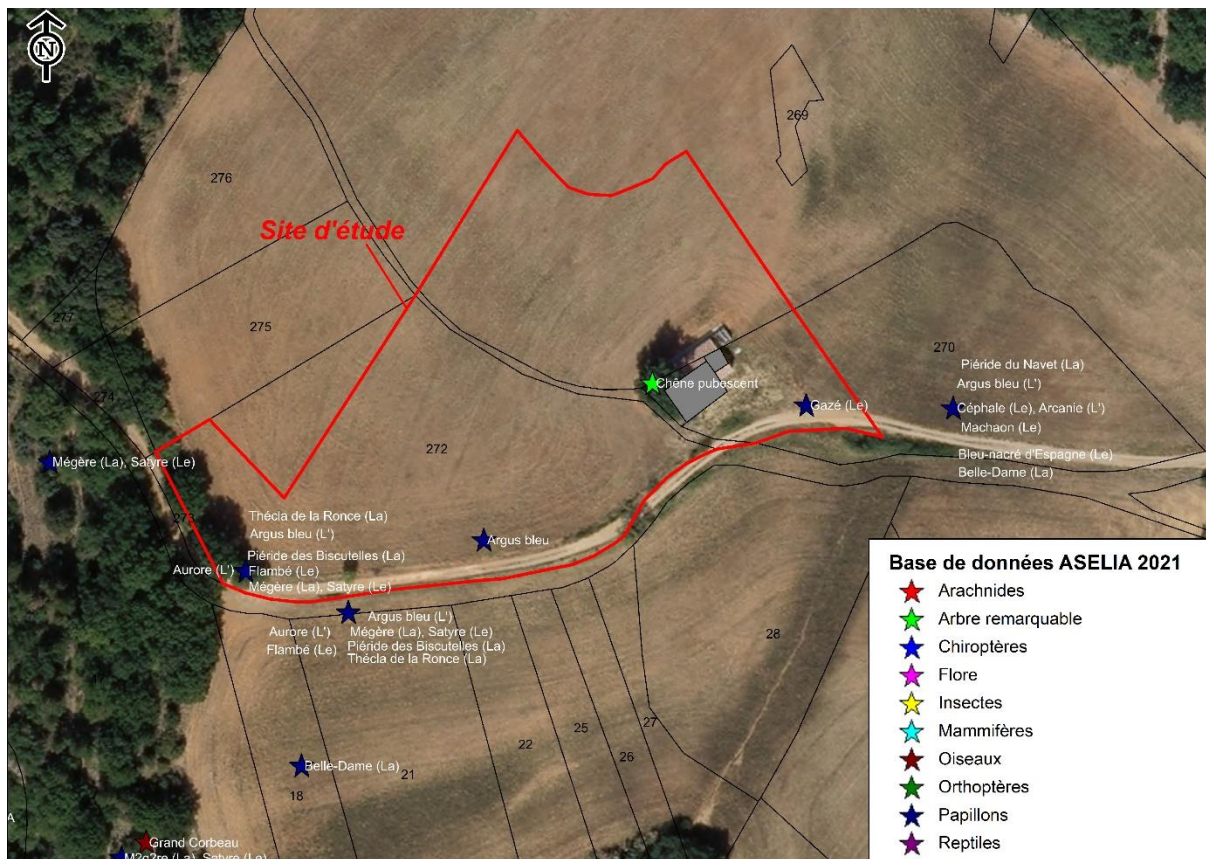 N
269
276
Site d'étude
277
275
270
Piéride du Navet (La)
Argus bleu (L')
Chêne pubescent
Gazé (Le)
Céphale (Le), Arcanie (L')
Machaon (Le)
274
272
Mégère (La), Satyre (Le)
Bleu-nacré d'Espagne (Le)
Belle-Dame (La)
Thécla de la Ronce (La)
Argus bleu (L')
Argus bleu
Piéride des Biscutelles (La)
Aurore (L')
Flambé (Le)
Mégère (La), Satyre (Le)
Argus bleu (L')
Aurore (L')
Mégère (La), Satyre (Le)
Flambé (Le)
Piéride des Biscutelles (La)
Thécla de la Ronce (La)
28
27
25
26
22
21
18
Belle-Dame (La)
A
Grand Corbeau
M2g2re (La), Satyre (Le)
Base de données ASELIA 2021
Arachnides
Arbre remarquable
Chiroptères
Flore
Insectes
Mammifères
Oiseaux
Orthoptères
Papillons
Reptiles